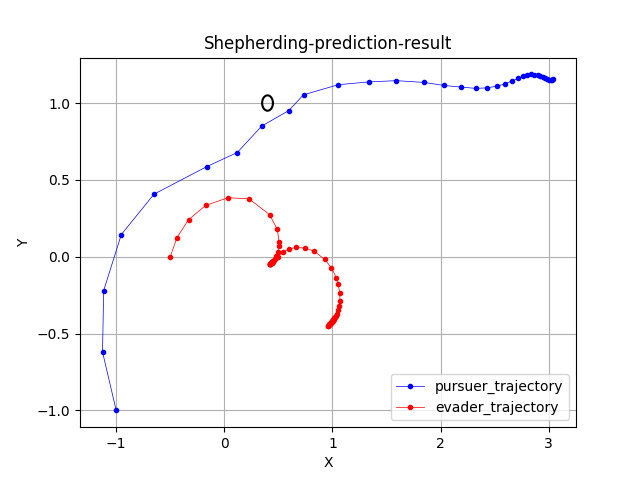 Shepherding-prediction-result
1.0
0.5
0.0
−0.5
−1.0
Y
pursuer_trajectory
evader_trajectory
−1 0 1 2 3
X